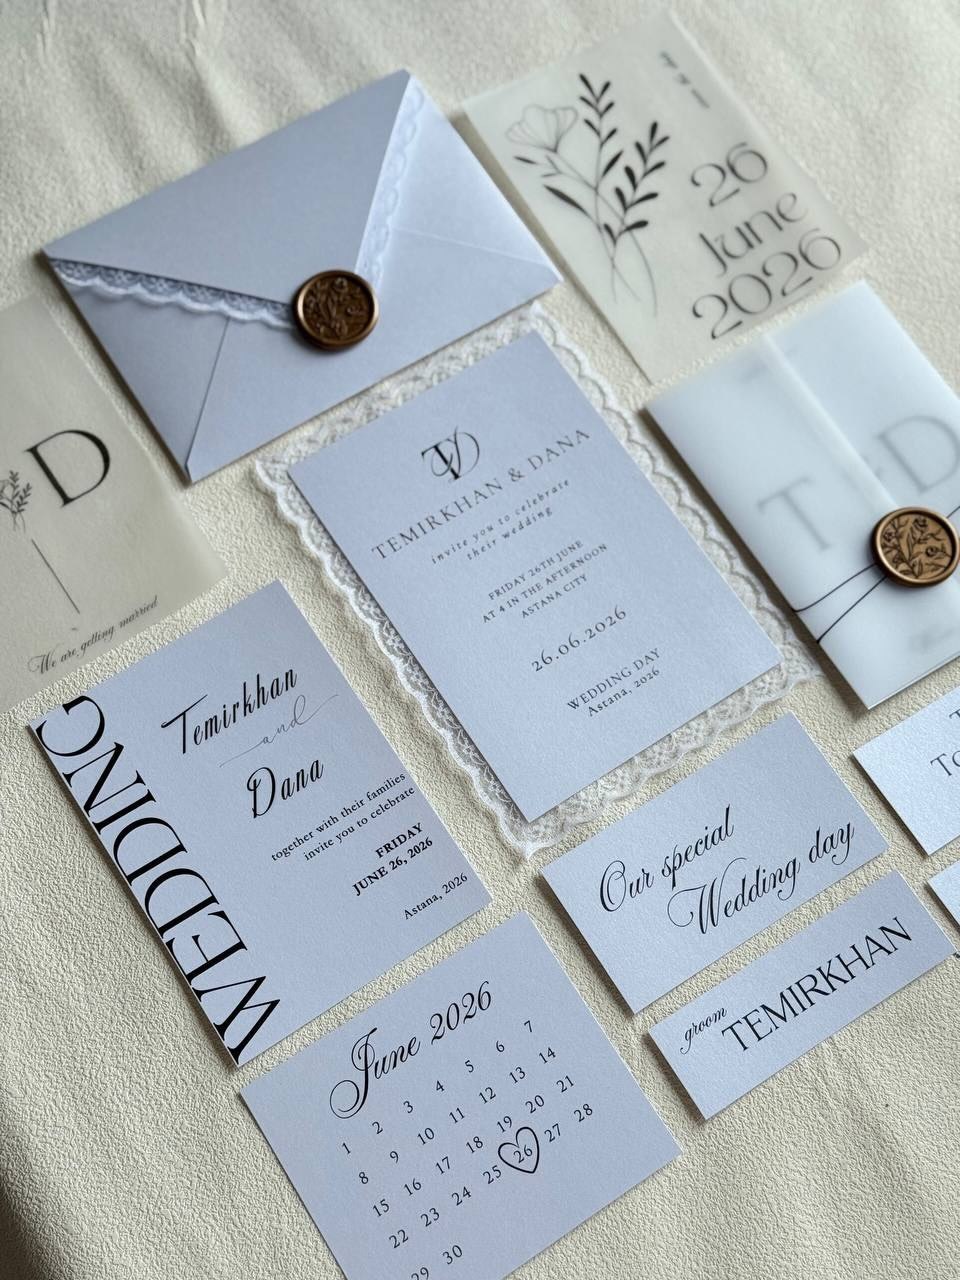 26
June
2026
D
We are getting married
TD
TEMIRKHAN & DANA
invite you to celebrate
their wedding
FRIDAY 26TH JUNE
AT 4 IN THE AFTERNOON
ASTANA CITY
26.06.2026
WEDDING DAY
Astana, 2026
T
D
WEDDING
Temirkhan
and
Dana
together with their families
invite you to celebrate
FRIDAY
JUNE 26, 2026
Astana, 2026
Our special
Wedding day
groom
TEMIRKHAN
June 2026
1 2 3 4 5 6 7
8 9 10 11 12 13 14
15 16 17 18 19 20 21
22 23 24 25 26 27 28
29 30